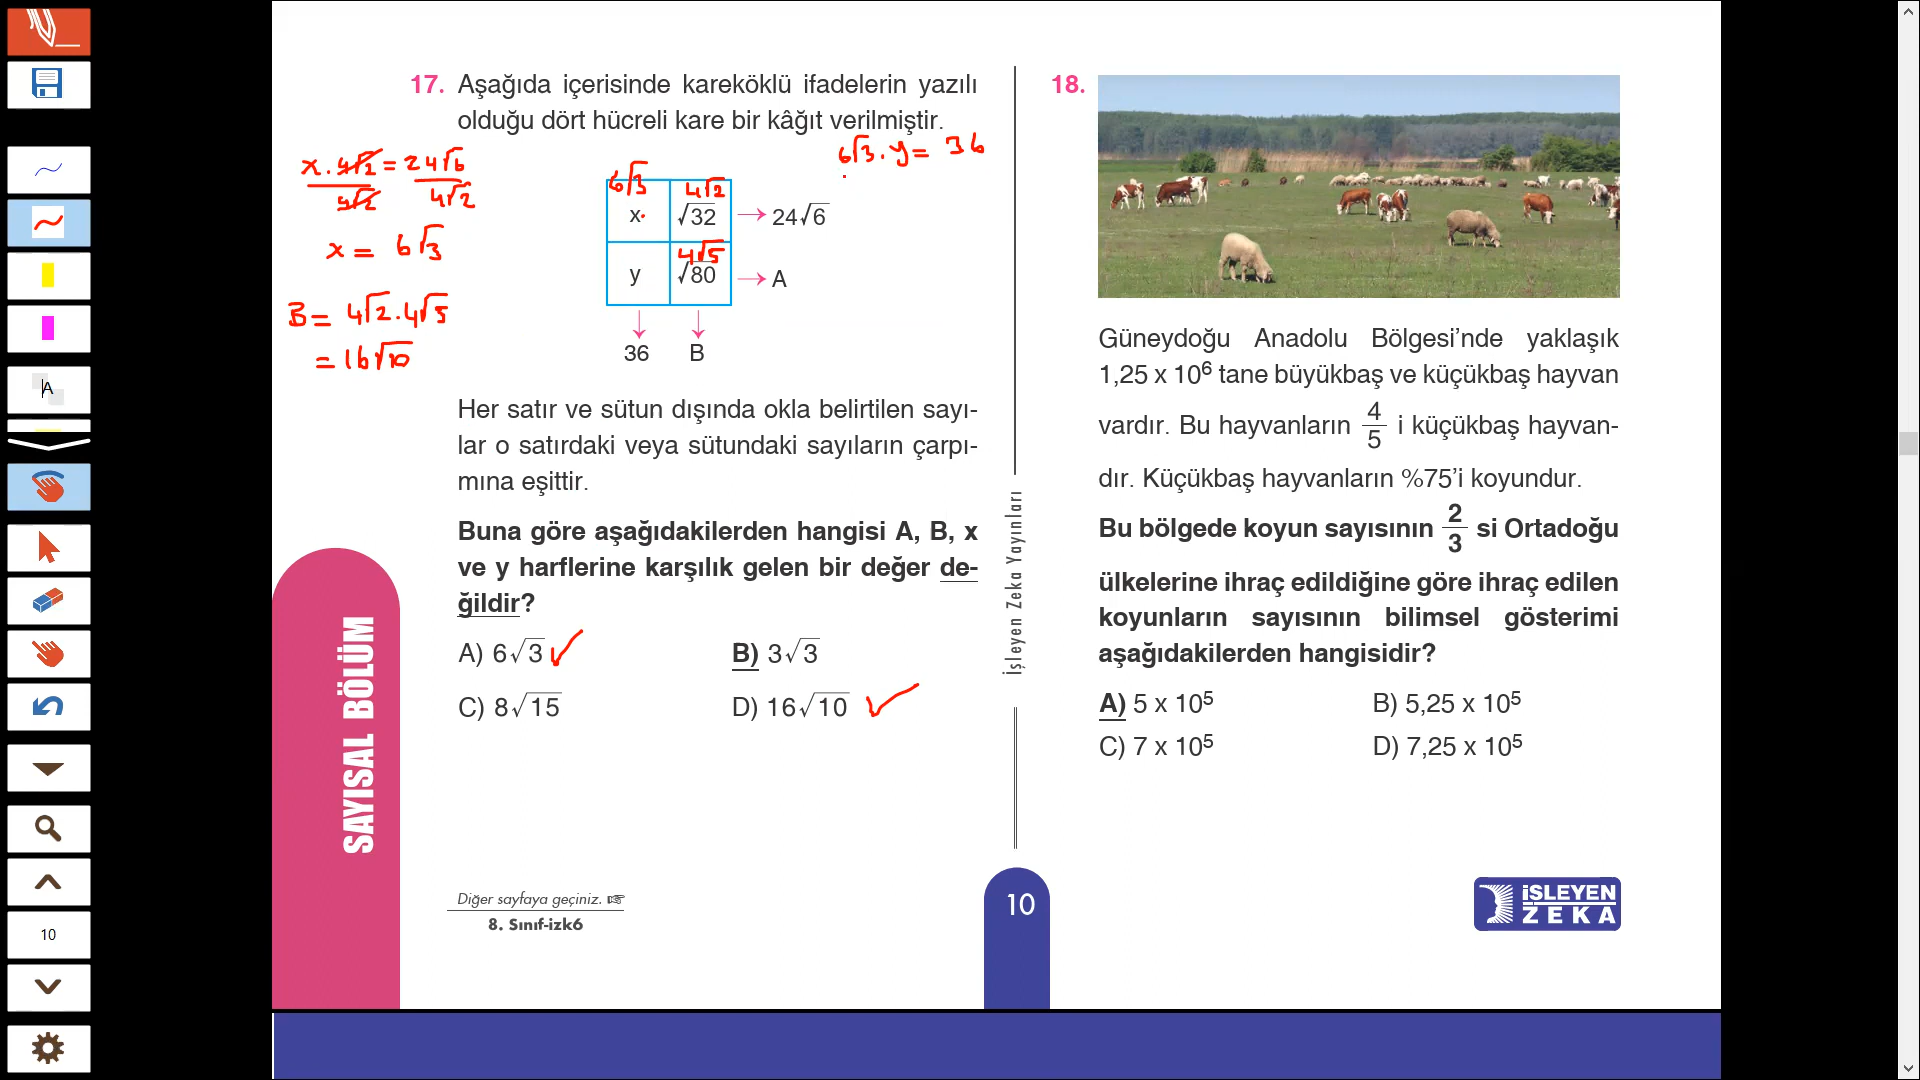 17. Aşağıda içerisinde kareköklü ifadelerin yazılı
olduğu dört hücreli kare bir kâğıt verilmiştir.
x . 4√2 = 24√6
4√2 4√2
x = 6√3
B = 4√2 . 4√5
= 16√10
6√3 . y = 36
6√3 4√2
x √32 → 24√6
4√5
y √80 → A
↓ ↓
36 B
Her satır ve sütun dışında okla belirtilen sayı-
lar o satırdaki veya sütundaki sayıların çarpı-
mına eşittir.
Buna göre aşağıdakilerden hangisi A, B, x
ve y harflerine karşılık gelen bir değer de-
ğildir?
A) 6√3 B) 3√3
C) 8√15 D) 16√10
SAYISAL BÖLÜM
Diğer sayfaya geçiniz. ☞
8. Sınıf-izk6
İşleyen Zeka Yayınları
10
18.
Güneydoğu Anadolu Bölgesi’nde yaklaşık
1,25 x 10⁶ tane büyükbaş ve küçükbaş hayvan
vardır. Bu hayvanların 4/5 i küçükbaş hayvan-
dır. Küçükbaş hayvanların %75’i koyundur.
Bu bölgede koyun sayısının 2/3 si Ortadoğu
ülkelerine ihraç edildiğine göre ihraç edilen
koyunların sayısının bilimsel gösterimi
aşağıdakilerden hangisidir?
A) 5 x 10⁵ B) 5,25 x 10⁵
C) 7 x 10⁵ D) 7,25 x 10⁵
İŞLEYEN
ZEKA
A
10